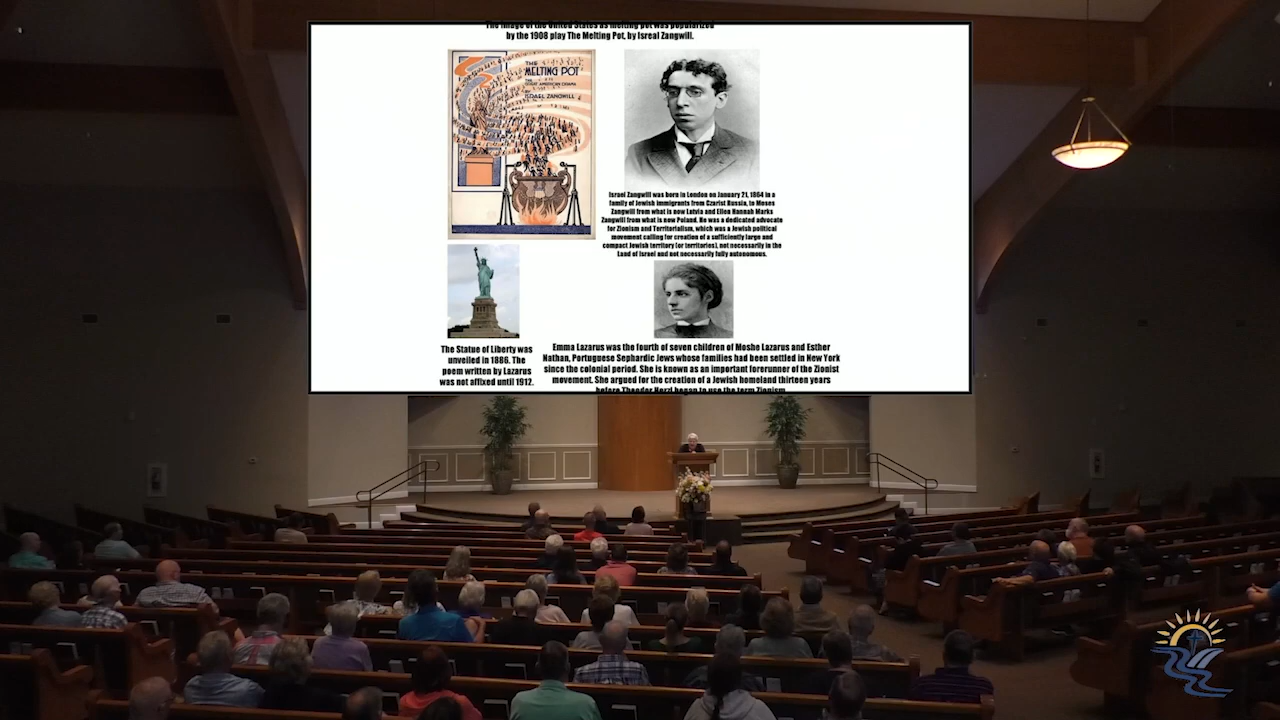 The image of the United States as melting pot was popularized
by the 1908 play The Melting Pot, by Isreal Zangwill.
THE
MELTING POT
THE
GREAT AMERICAN DRAMA
BY
ISRAEL ZANGWILL
Israel Zangwill was born in London on January 21, 1864 in a
family of Jewish immigrants from Czarist Russia, to Moses
Zangwill from what is now Latvia and Ellen Hannah Marks
Zangwill from what is now Poland. He was a dedicated advocate
for Zionism and Territorialism, which was a Jewish political
movement calling for creation of a sufficiently large and
compact Jewish territory (or territories), not necessarily in the
Land of Israel and not necessarily fully autonomous.
The Statue of Liberty was
unveiled in 1886. The
poem written by Lazarus
was not affixed until 1912.
Emma Lazarus was the fourth of seven children of Moshe Lazarus and Esther
Nathan, Portuguese Sephardic Jews whose families had been settled in New York
since the colonial period. She is known as an important forerunner of the Zionist
movement. She argued for the creation of a Jewish homeland thirteen years
before Theodor Herzl began to use the term Zionism.